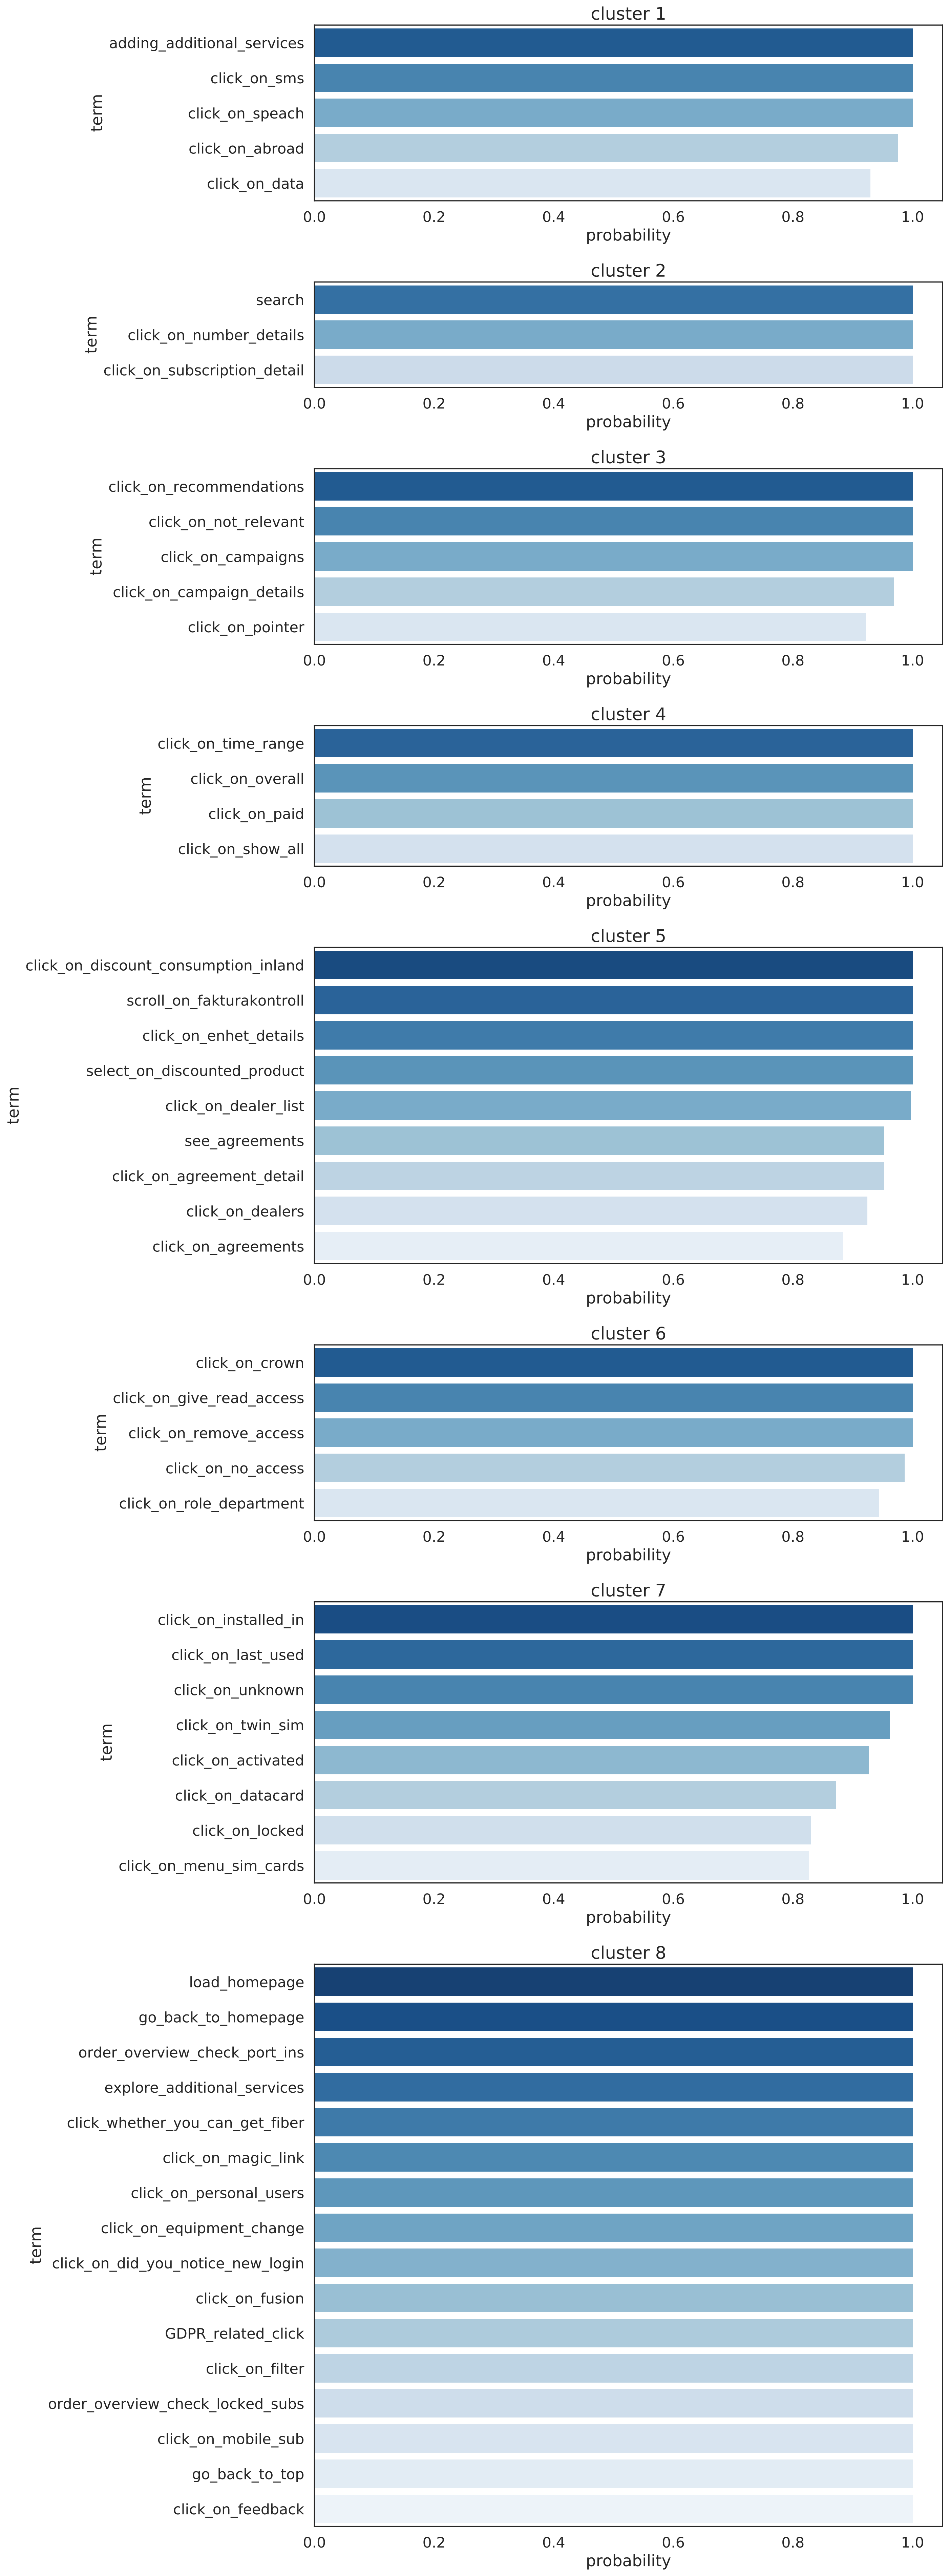 cluster 1
adding_additional_services
click_on_sms
click_on_speach
click_on_abroad
click_on_data
term
0.0 0.2 0.4 0.6 0.8 1.0
probability
cluster 2
search
click_on_number_details
click_on_subscription_detail
term
0.0 0.2 0.4 0.6 0.8 1.0
probability
cluster 3
click_on_recommendations
click_on_not_relevant
click_on_campaigns
click_on_campaign_details
click_on_pointer
term
0.0 0.2 0.4 0.6 0.8 1.0
probability
cluster 4
click_on_time_range
click_on_overall
click_on_paid
click_on_show_all
term
0.0 0.2 0.4 0.6 0.8 1.0
probability
cluster 5
click_on_discount_consumption_inland
scroll_on_fakturakontroll
click_on_enhet_details
select_on_discounted_product
click_on_dealer_list
see_agreements
click_on_agreement_detail
click_on_dealers
click_on_agreements
term
0.0 0.2 0.4 0.6 0.8 1.0
probability
cluster 6
click_on_crown
click_on_give_read_access
click_on_remove_access
click_on_no_access
click_on_role_department
term
0.0 0.2 0.4 0.6 0.8 1.0
probability
cluster 7
click_on_installed_in
click_on_last_used
click_on_unknown
click_on_twin_sim
click_on_activated
click_on_datacard
click_on_locked
click_on_menu_sim_cards
term
0.0 0.2 0.4 0.6 0.8 1.0
probability
cluster 8
load_homepage
go_back_to_homepage
order_overview_check_port_ins
explore_additional_services
click_whether_you_can_get_fiber
click_on_magic_link
click_on_personal_users
click_on_equipment_change
click_on_did_you_notice_new_login
click_on_fusion
GDPR_related_click
click_on_filter
order_overview_check_locked_subs
click_on_mobile_sub
go_back_to_top
click_on_feedback
term
0.0 0.2 0.4 0.6 0.8 1.0
probability